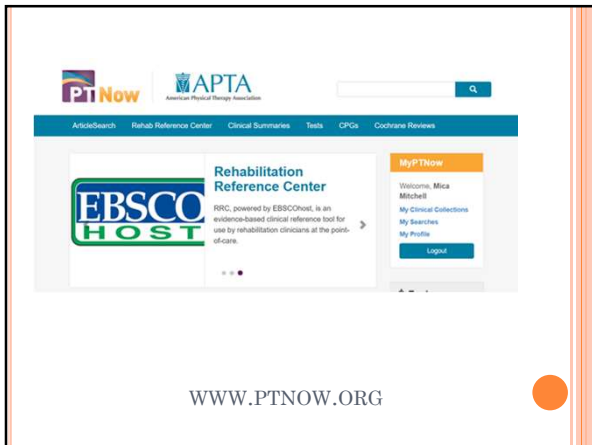 PTNow
APTA
American Physical Therapy Association
ArticleSearch Rehab Reference Center Clinical Summaries Tests CPGs Cochrane Reviews
EBSCO
HOST
Rehabilitation
Reference Center
RRC, powered by EBSCOhost, is an
evidence-based clinical reference tool for
use by rehabilitation clinicians at the point-
of-care.
MyPTNow
Welcome, Mica
Mitchell
My Clinical Collections
My Searches
My Profile
Logout
WWW.PTNOW.ORG